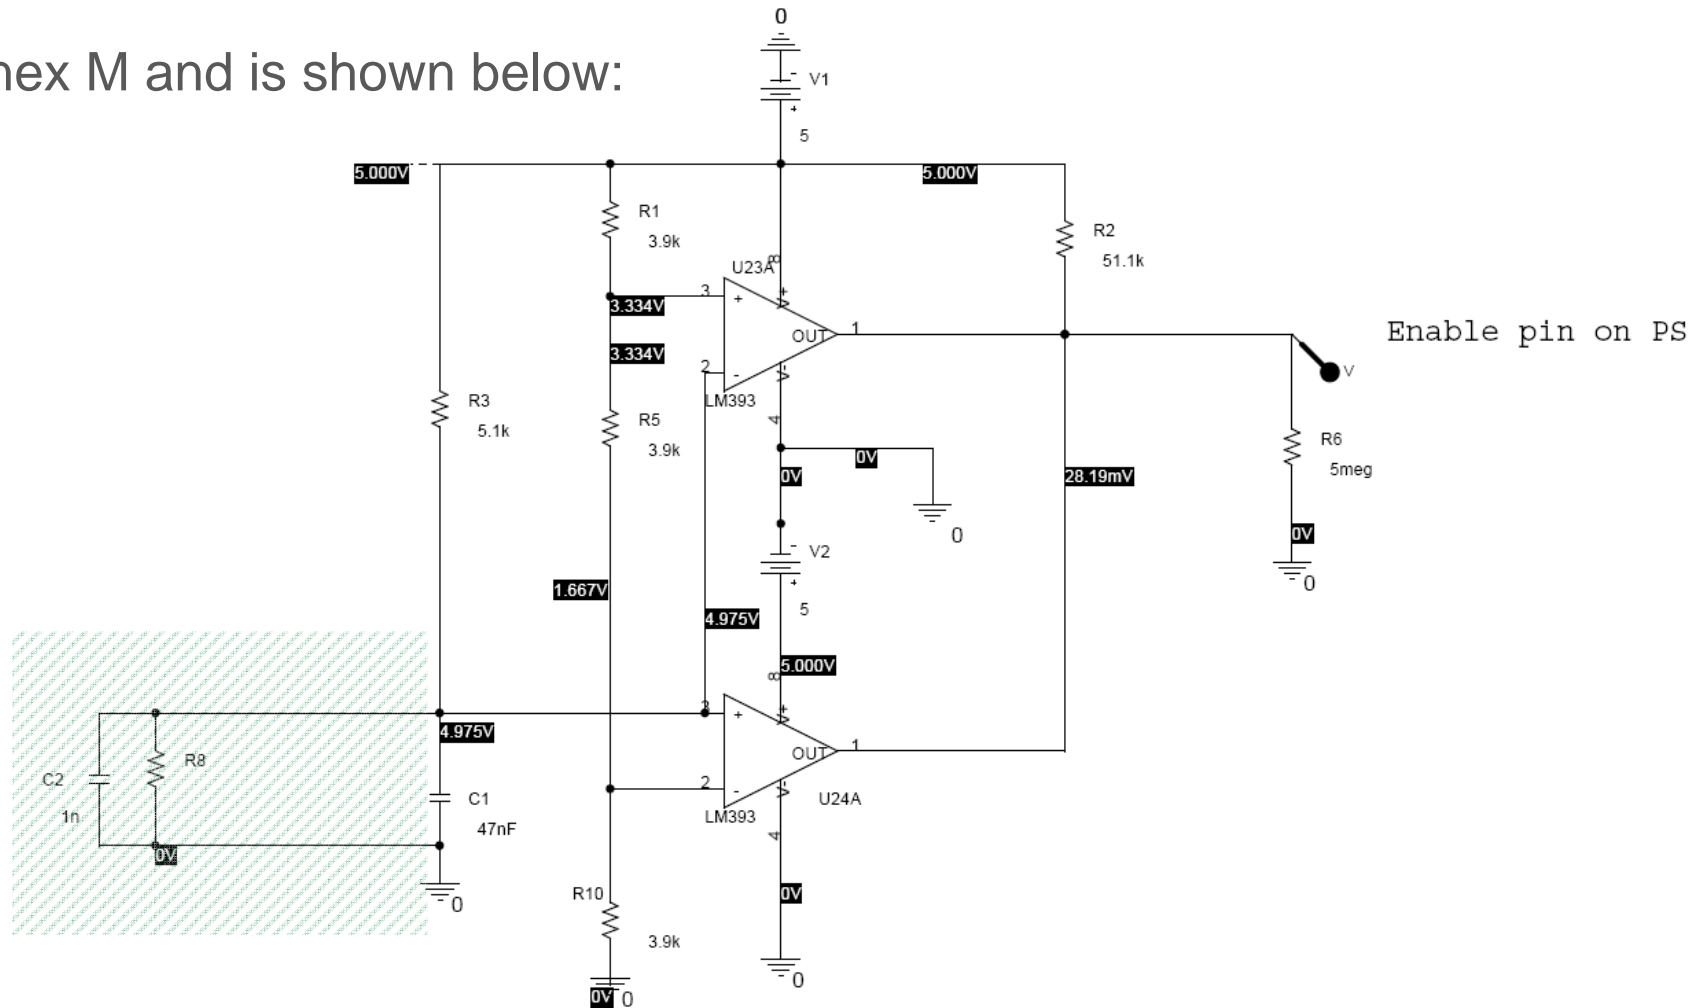 0
nex M and is shown below:
- V1
+
5
5.000V
5.000V
R1
3.9k
R2
51.1k
U23A
8
3.334V
3
+
V+
OUT
1
Enable pin on PS
3.334V
2
-
V-
V
LM393
R3
5.1k
R5
3.9k
4
0V
0V
R6
5meg
28.19mV
0
0V
0
- V2
+
5
1.667V
4.975V
5.000V
8
3
+
V+
4.975V
R8
OUT
1
C2
1n
2
-
V-
U24A
C1
47nF
LM393
4
0V
0
R10
3.9k
0V
0
0V
0